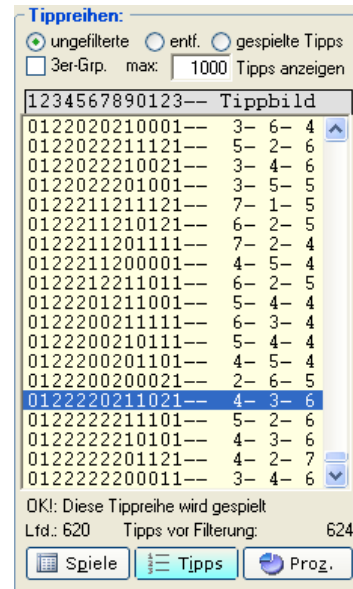 Tippreihen:
ungefilterte entf. gespielte Tipps
3er-Grp. max: 1000 Tipps anzeigen
1234567890123-- Tippbild
0122020210001-- 3- 6- 4
0122022211121-- 5- 2- 6
0122022210021-- 3- 4- 6
0122022201001-- 3- 5- 5
0122211211121-- 7- 1- 5
0122211210121-- 6- 2- 5
0122211201111-- 7- 2- 4
0122211200001-- 4- 5- 4
0122212211011-- 6- 2- 5
0122201211001-- 5- 4- 4
0122200211111-- 6- 3- 4
0122200210111-- 5- 4- 4
0122200201101-- 4- 5- 4
0122200200021-- 2- 6- 5
0122220211021-- 4- 3- 6
0122222211101-- 5- 2- 6
0122222210101-- 4- 3- 6
0122222201121-- 4- 2- 7
0122222200011-- 3- 4- 6
OK!: Diese Tippreihe wird gespielt
Lfd.: 620 Tipps vor Filterung: 624
Spiele Tipps Proz.